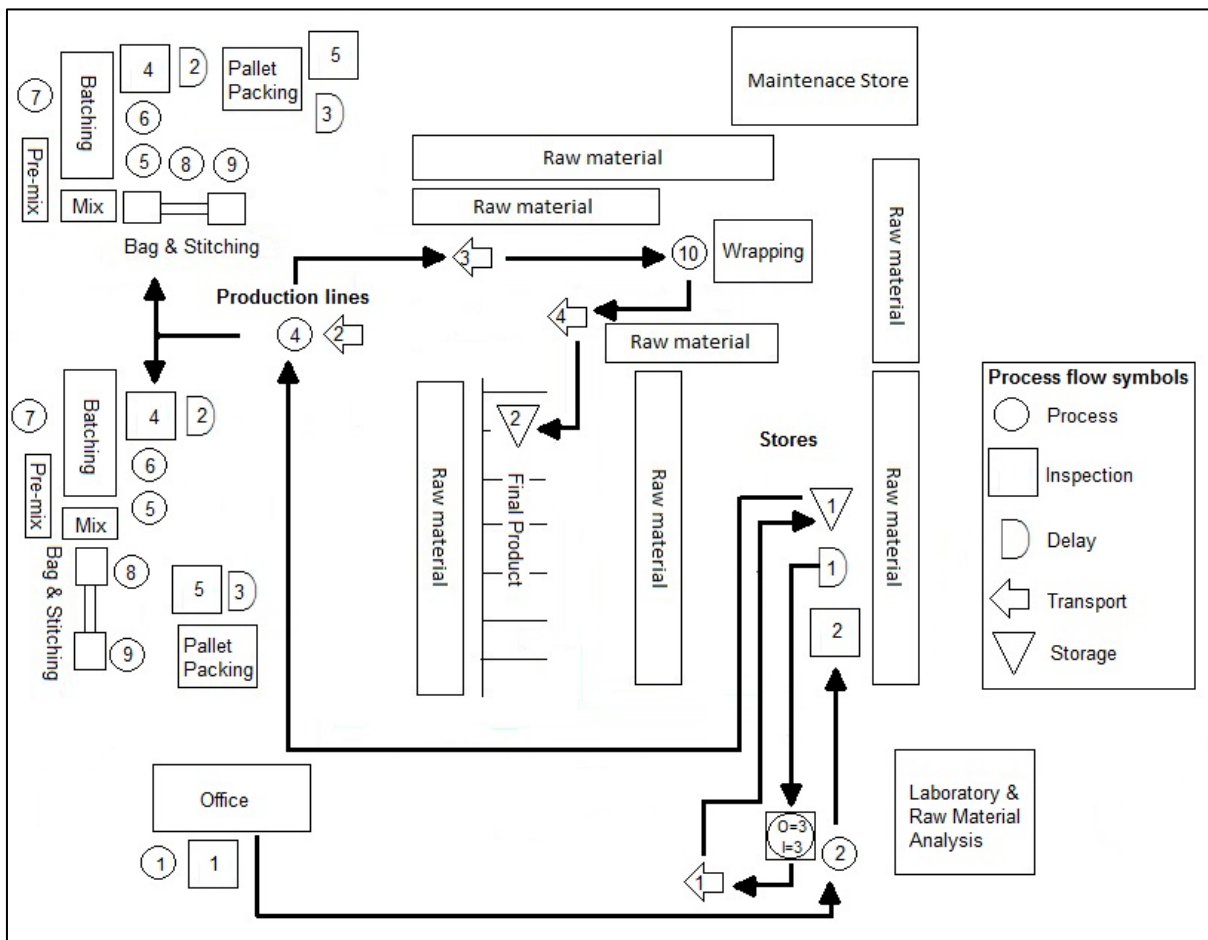 4
2
Pallet
Packing
5
3
7
Batching
6
5
8
9
Pre-mix
Mix
Bag & Stitching
Maintenace Store
Raw material
Raw material
Raw material
3
10
Wrapping
Production lines
4
2
4
Raw material
7
Batching
4
2
6
5
Pre-mix
Mix
Bag & Stitching
8
9
5
3
Pallet
Packing
Raw material
2
Final Product
Raw material
Stores
Raw material
1
1
2
Process flow symbols
Process
Inspection
Delay
Transport
Storage
Office
1
1
O=3
I=3
2
1
Laboratory &
Raw Material
Analysis